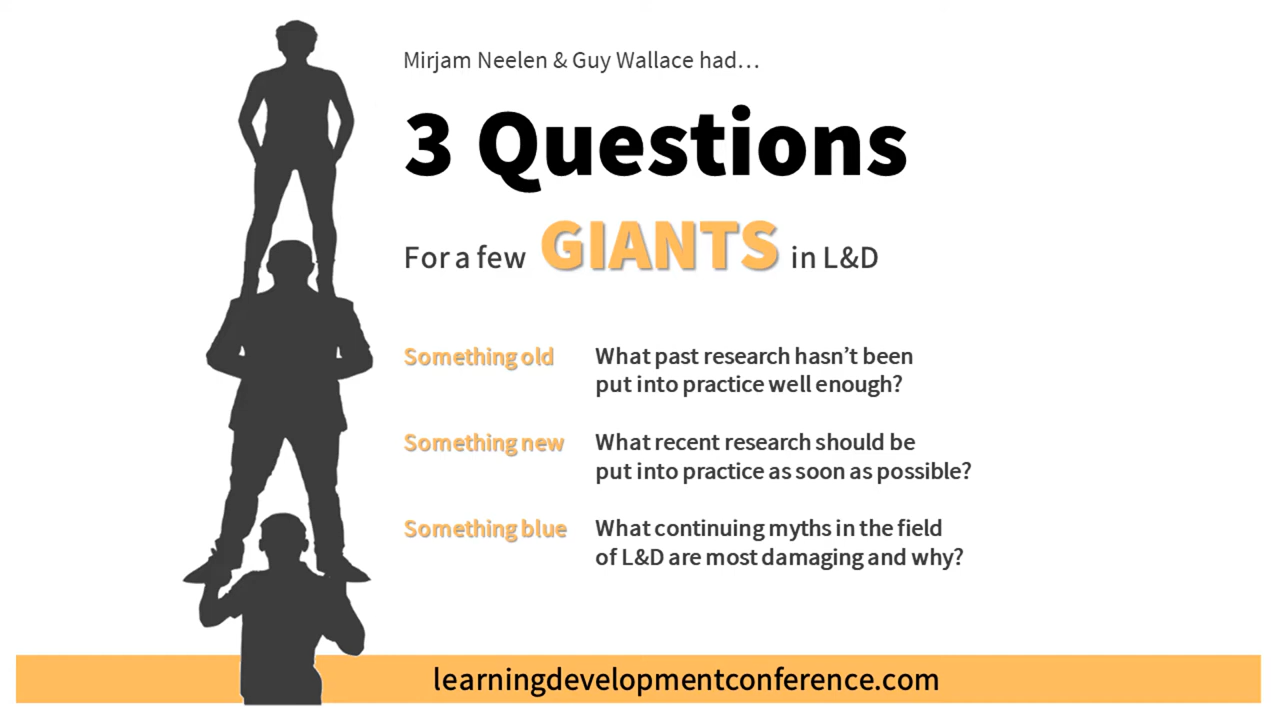 Mirjam Neelen & Guy Wallace had…
3 Questions
For a few GIANTS in L&D
Something old
What past research hasn’t been
put into practice well enough?
Something new
What recent research should be
put into practice as soon as possible?
Something blue
What continuing myths in the field
of L&D are most damaging and why?
learningdevelopmentconference.com